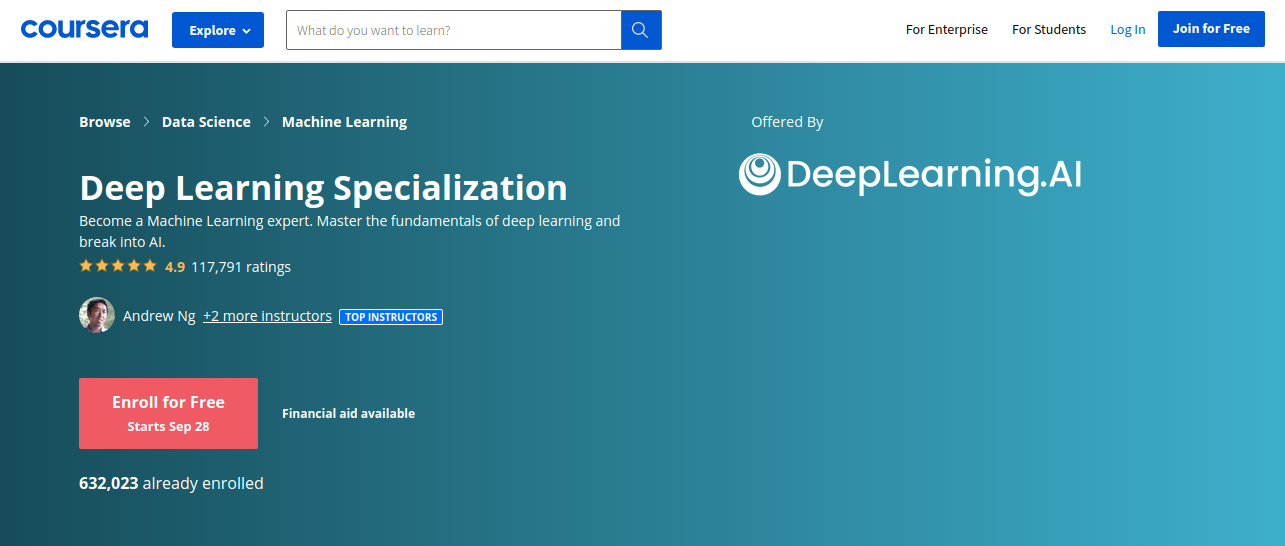 coursera
Explore
What do you want to learn?
For Enterprise
For Students
Log In
Join for Free
Browse > Data Science > Machine Learning
Offered By
DeepLearning.AI
Deep Learning Specialization
Become a Machine Learning expert. Master the fundamentals of deep learning and
break into AI.
4.9 117,791 ratings
Andrew Ng +2 more instructors TOP INSTRUCTORS
Enroll for Free
Starts Sep 28
Financial aid available
632,023 already enrolled